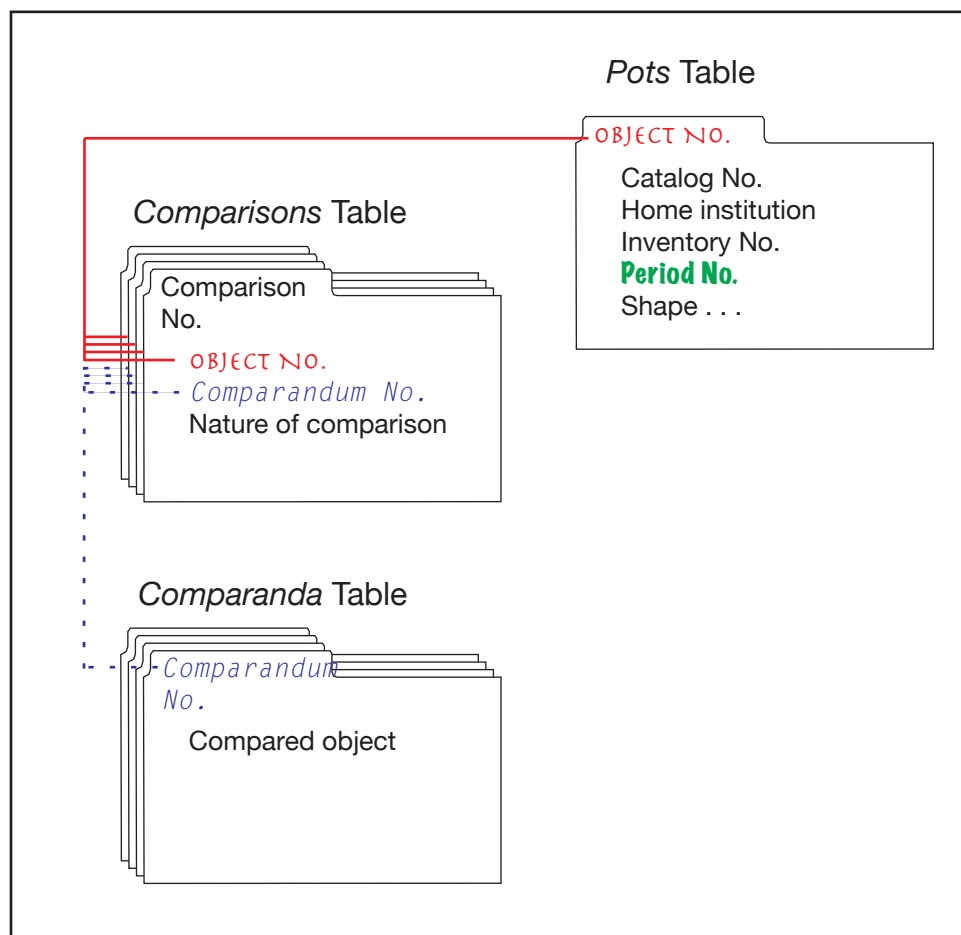 Pots Table
OBJECT NO.
Catalog No.
Home institution
Inventory No.
Period No.
Shape . . .
Comparisons Table
Comparison
No.
OBJECT NO.
Comparandum No.
Nature of comparison
Comparanda Table
Comparandum
No.
Compared object